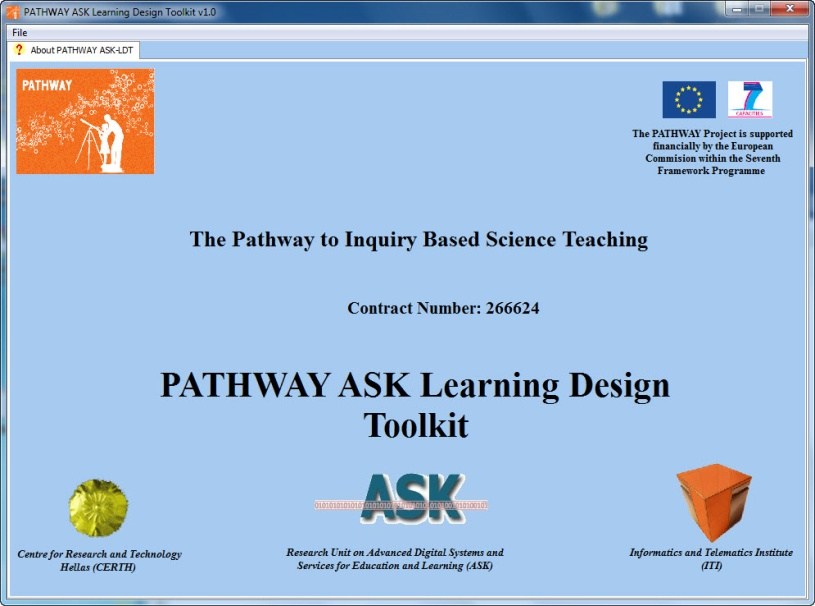 PATHWAY ASK Learning Design Toolkit v1.0
File
? About PATHWAY ASK-LDT
PATHWAY
7
CAPACITIES
The PATHWAY Project is supported
financially by the European
Commision within the Seventh
Framework Programme
The Pathway to Inquiry Based Science Teaching
Contract Number: 266624
PATHWAY ASK Learning Design
Toolkit
ASK
Centre for Research and Technology
Hellas (CERTH)
Research Unit on Advanced Digital Systems and
Services for Education and Learning (ASK)
Informatics and Telematics Institute
(ITI)